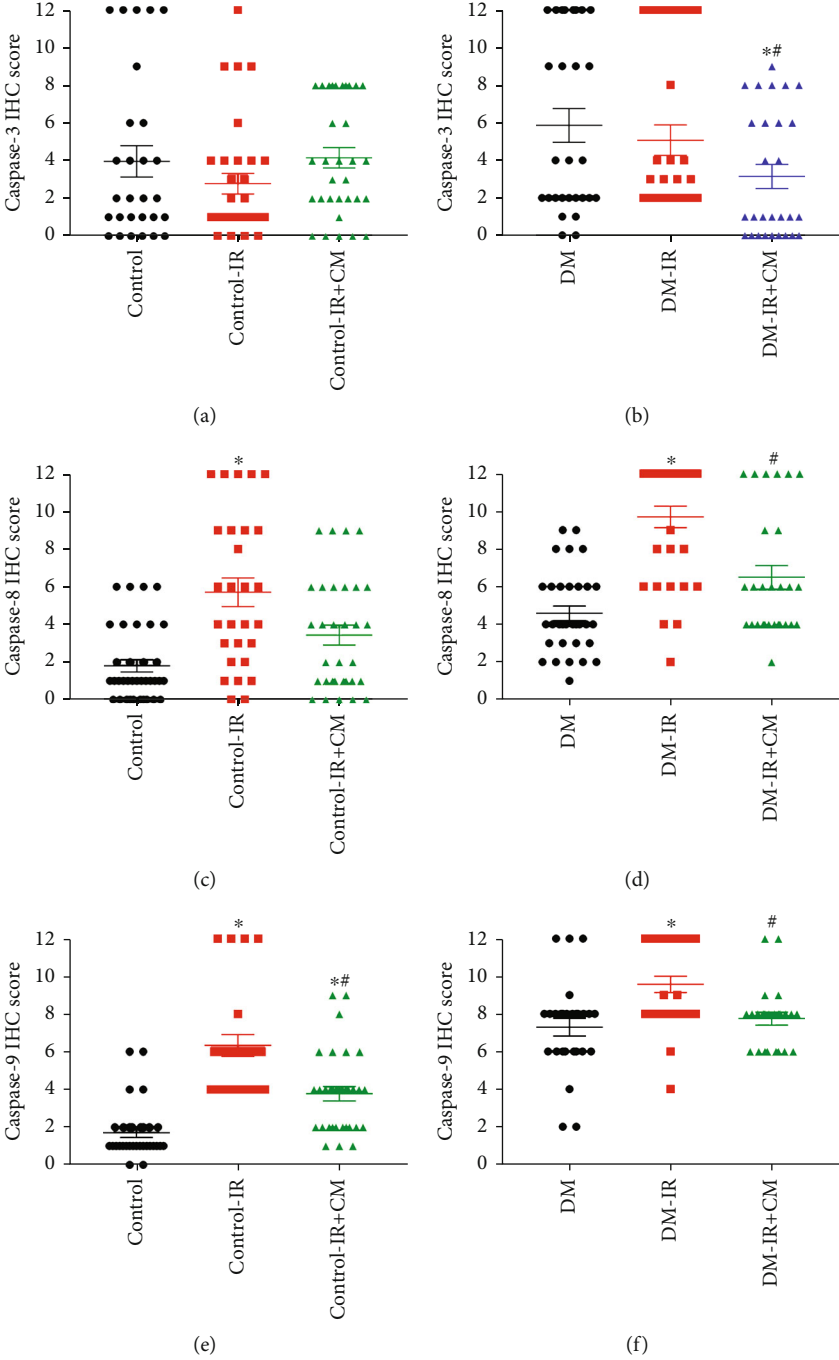 12
10
8
6
4
2
0
Caspase-3 IHC score
Control
Control-IR
Control-IR+CM
(a)
12
10
8
6
4
2
0
Caspase-3 IHC score
*#
DM
DM-IR
DM-IR+CM
(b)
12
10
8
6
4
2
0
Caspase-8 IHC score
*
Control
Control-IR
Control-IR+CM
(c)
12
10
8
6
4
2
0
Caspase-8 IHC score
*
#
DM
DM-IR
DM-IR+CM
(d)
12
10
8
6
4
2
0
Caspase-9 IHC score
*
*#
Control
Control-IR
Control-IR+CM
(e)
12
10
8
6
4
2
0
Caspase-9 IHC score
*
#
DM
DM-IR
DM-IR+CM
(f)